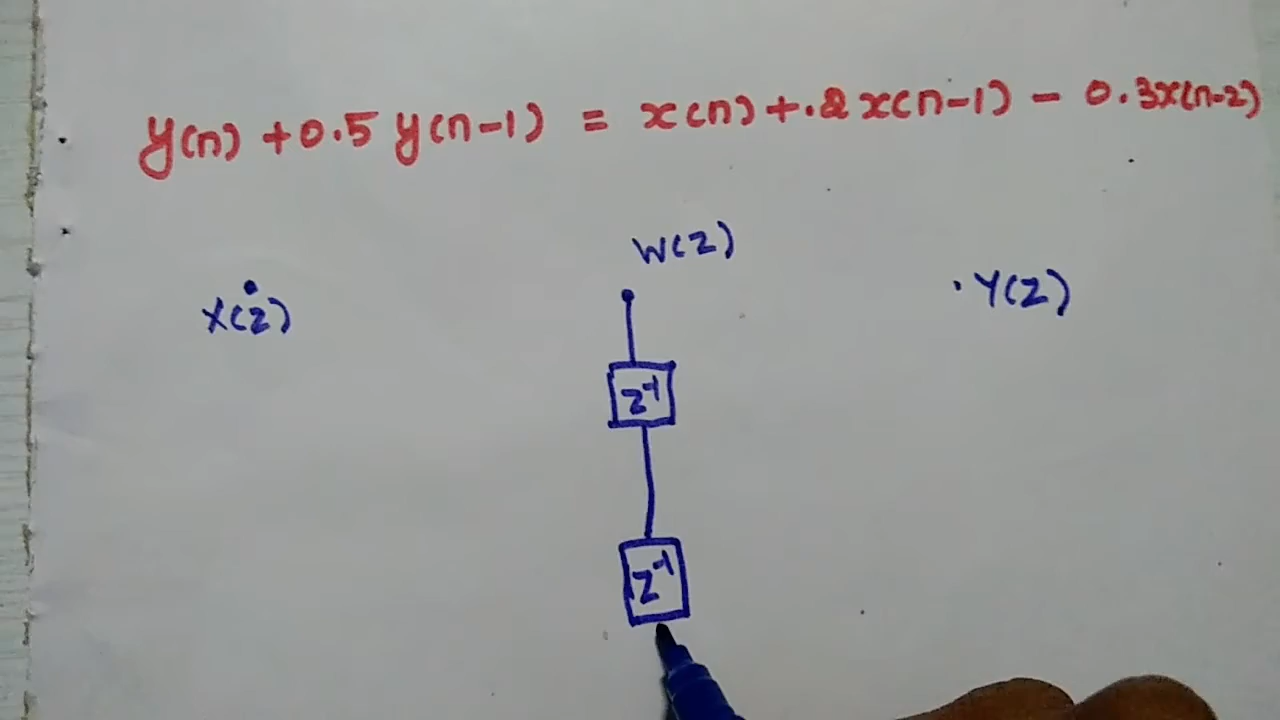 y(n) +0.5 y(n-1) = x(n) +.2 x(n-1) - 0.3x(n-2)
W(Z)
X(Z)
Y(Z)
Z⁻¹
Z⁻¹